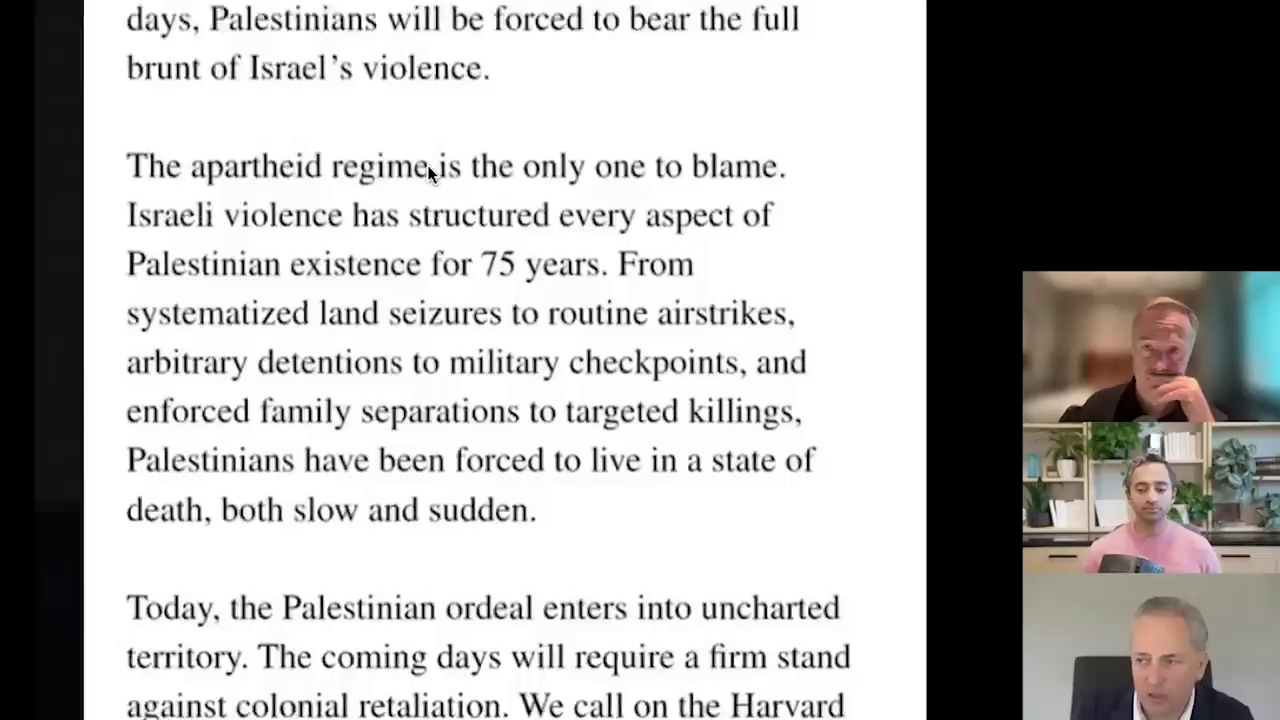 days, Palestinians will be forced to bear the full
brunt of Israel's violence.
The apartheid regime is the only one to blame.
Israeli violence has structured every aspect of
Palestinian existence for 75 years. From
systematized land seizures to routine airstrikes,
arbitrary detentions to military checkpoints, and
enforced family separations to targeted killings,
Palestinians have been forced to live in a state of
death, both slow and sudden.
Today, the Palestinian ordeal enters into uncharted
territory. The coming days will require a firm stand
against colonial retaliation. We call on the Harvard